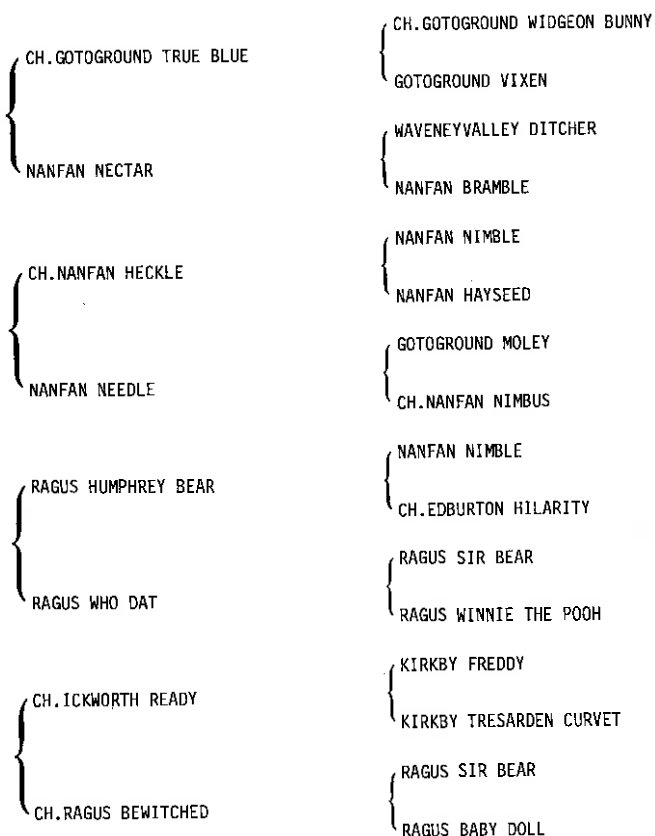 CH.GOTOGROUND WIDGEON BUNNY
CH.GOTOGROUND TRUE BLUE
GOTOGROUND VIXEN
WAVENEYVALLEY DITCHER
NANFAN NECTAR
NANFAN BRAMBLE
NANFAN NIMBLE
CH.NANFAN HECKLE
NANFAN HAYSEED
GOTOGROUND MOLEY
NANFAN NEEDLE
CH.NANFAN NIMBUS
NANFAN NIMBLE
RAGUS HUMPHREY BEAR
CH.EDBURTON HILARITY
RAGUS SIR BEAR
RAGUS WHO DAT
RAGUS WINNIE THE POOH
KIRKBY FREDDY
CH.ICKWORTH READY
KIRKBY TRESARDEN CURVET
RAGUS SIR BEAR
CH.RAGUS BEWITCHED
RAGUS BABY DOLL